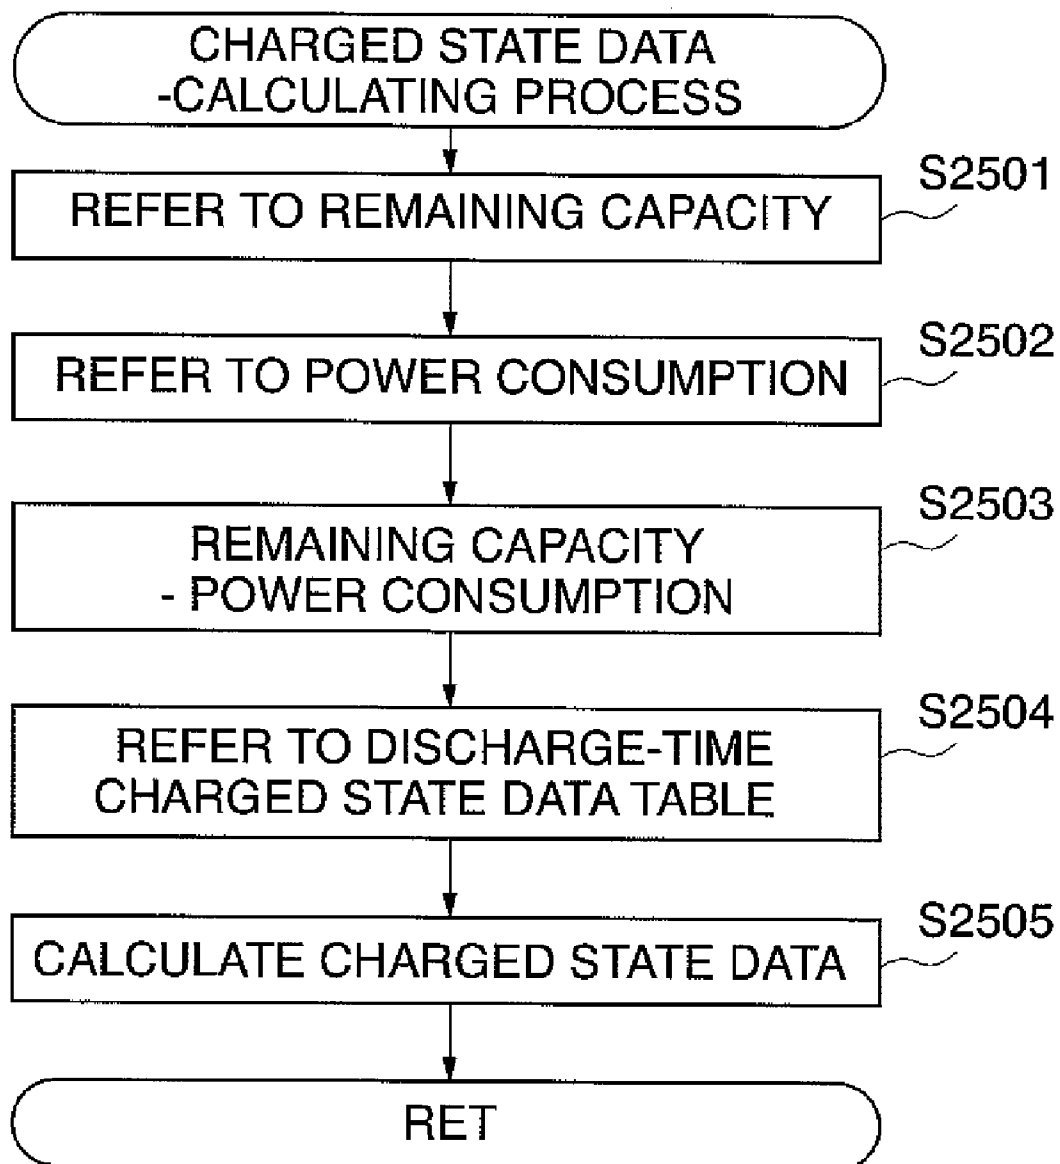 CHARGED STATE DATA
-CALCULATING PROCESS
S2501
REFER TO REMAINING CAPACITY
S2502
REFER TO POWER CONSUMPTION
S2503
REMAINING CAPACITY
- POWER CONSUMPTION
S2504
REFER TO DISCHARGE-TIME
CHARGED STATE DATA TABLE
S2505
CALCULATE CHARGED STATE DATA
RET